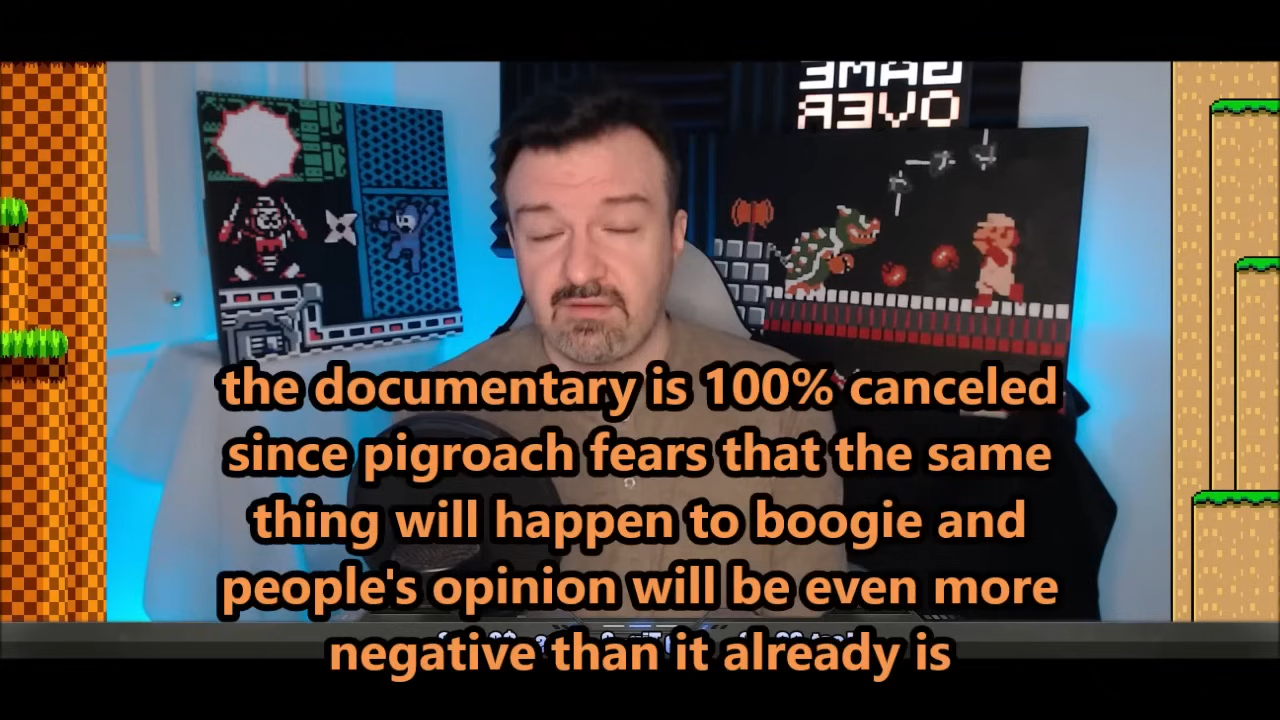 GAME
OVER
the documentary is 100% canceled
since pigroach fears that the same
thing will happen to boogie and
people's opinion will be even more
negative than it already is